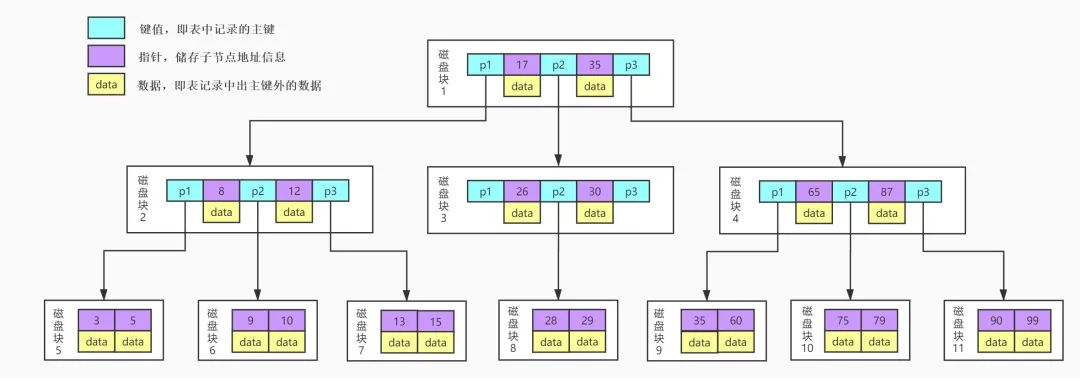 键值，即表中记录的主键
指针，储存子节点地址信息
data 数据，即表记录中出主键外的数据
磁盘块1
p1 17 p2 35 p3
data data
磁盘块2
p1 8 p2 12 p3
data data
磁盘块3
p1 26 p2 30 p3
data data
磁盘块4
p1 65 p2 87 p3
data data
磁盘块5
3 5
data data
磁盘块6
9 10
data data
磁盘块7
13 15
data data
磁盘块8
28 29
data data
磁盘块9
35 60
data data
磁盘块10
75 79
data data
磁盘块11
90 99
data data